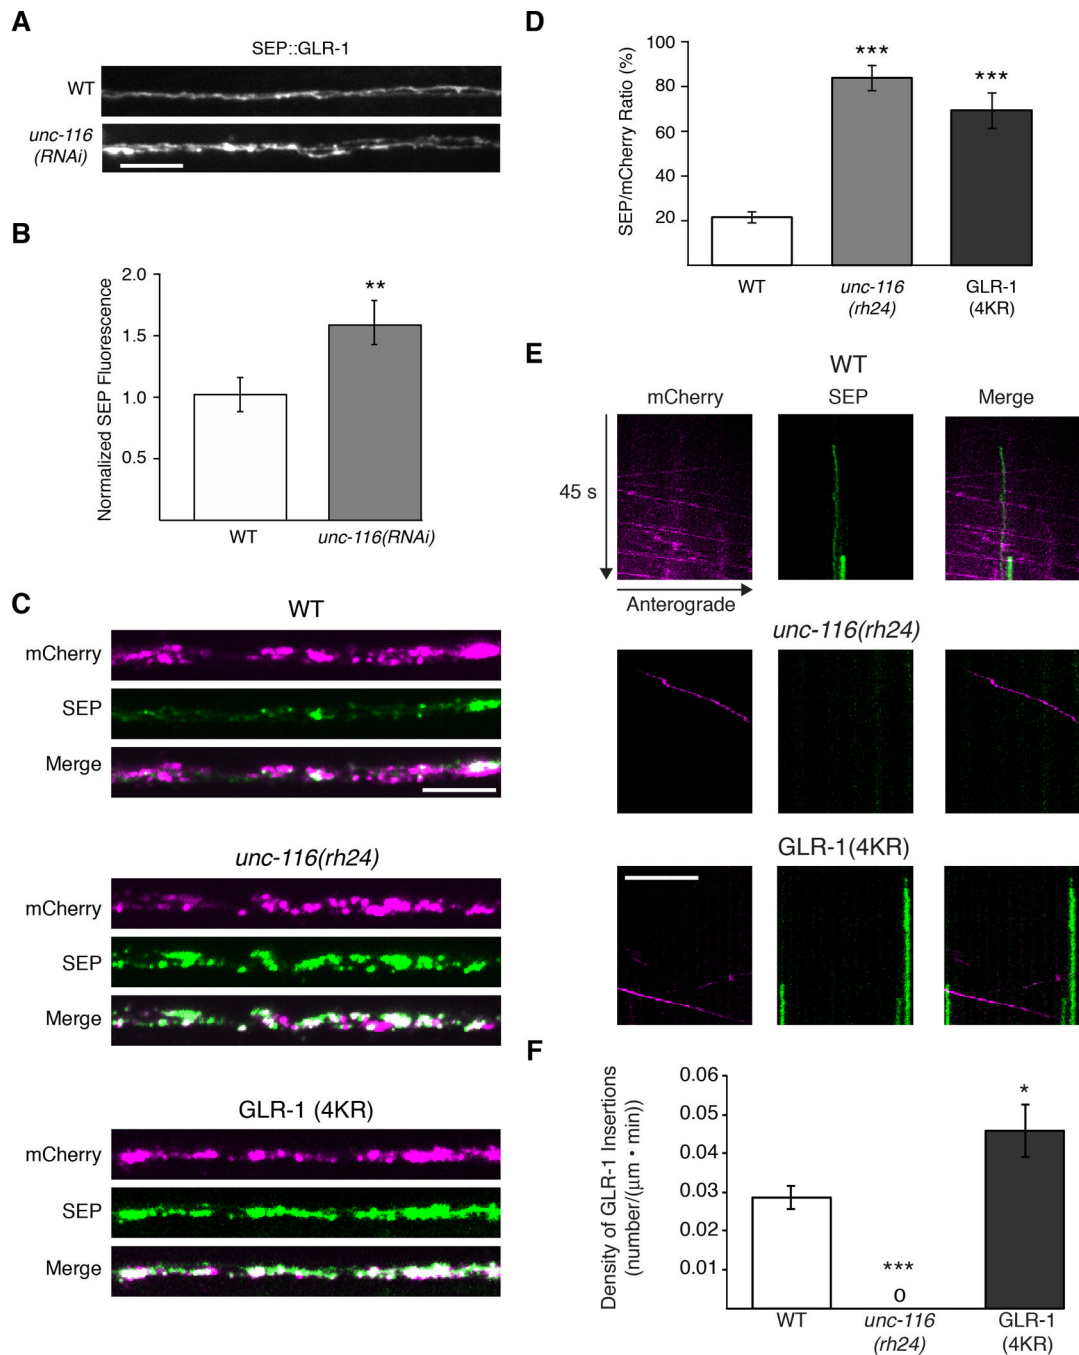 A
SEP::GLR-1
WT
unc-116
(RNAi)
B
Normalized SEP Fluorescence
2.0
1.5
1.0
0.5
**
WT
unc-116(RNAi)
C
WT
mCherry
SEP
Merge
unc-116(rh24)
mCherry
SEP
Merge
GLR-1 (4KR)
mCherry
SEP
Merge
D
SEP/mCherry Ratio (%)
100
80
60
40
20
***
***
WT
unc-116
(rh24)
GLR-1
(4KR)
E
WT
mCherry
SEP
Merge
45 s
Anterograde
unc-116(rh24)
GLR-1(4KR)
F
Density of GLR-1 Insertions
(number/(μm • min))
0.06
0.05
0.04
0.03
0.02
0.01
***
0
*
WT
unc-116
(rh24)
GLR-1
(4KR)